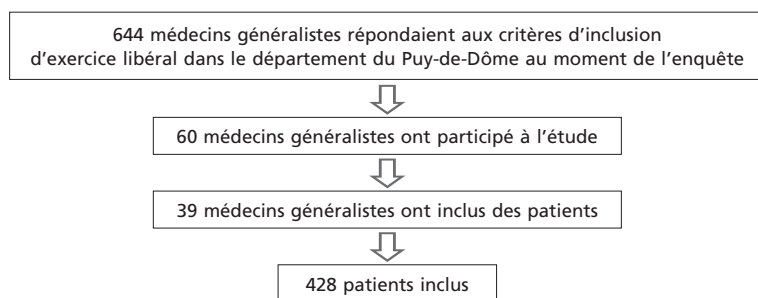 644 médecins généralistes répondaient aux critères d’inclusion
d’exercice libéral dans le département du Puy-de-Dôme au moment de l’enquête
60 médecins généralistes ont participé à l’étude
39 médecins généralistes ont inclus des patients
428 patients inclus